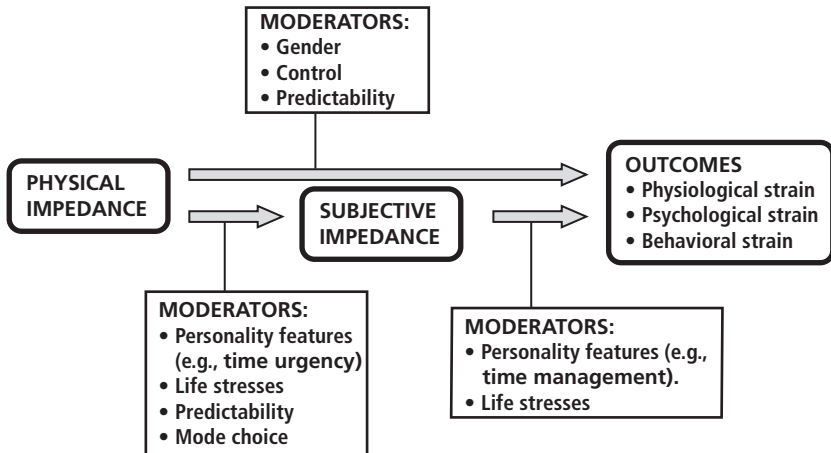 MODERATORS:
• Gender
• Control
• Predictability
PHYSICAL
IMPEDANCE
SUBJECTIVE
IMPEDANCE
OUTCOMES
• Physiological strain
• Psychological strain
• Behavioral strain
MODERATORS:
• Personality features
(e.g., time urgency)
• Life stresses
• Predictability
• Mode choice
MODERATORS:
• Personality features (e.g.,
time management).
• Life stresses